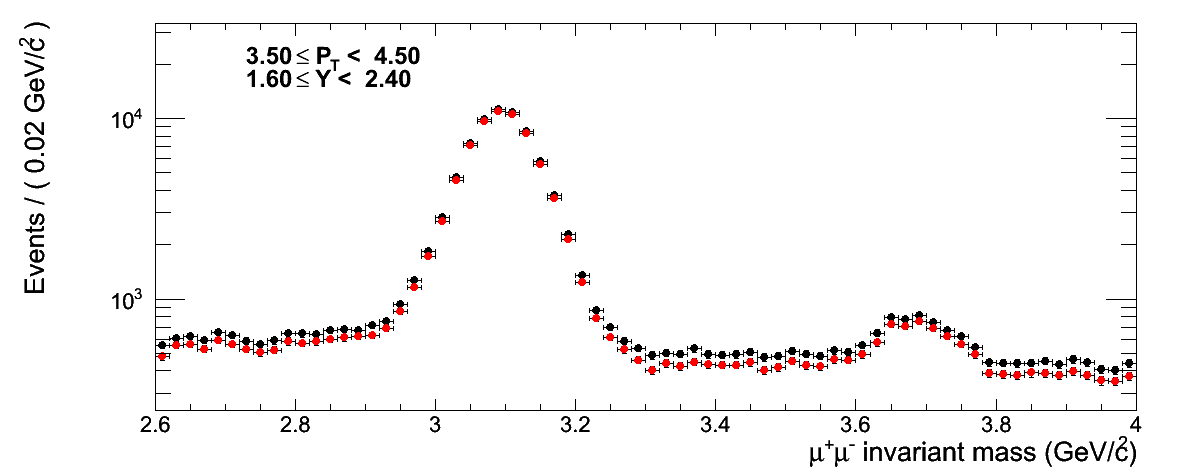 Events / ( 0.02 GeV/c² )
3.50 ≤ P_T < 4.50
1.60 ≤ Y < 2.40
10⁴
10³
2.6 2.8 3 3.2 3.4 3.6 3.8 4
μ⁺μ⁻ invariant mass (GeV/c²)